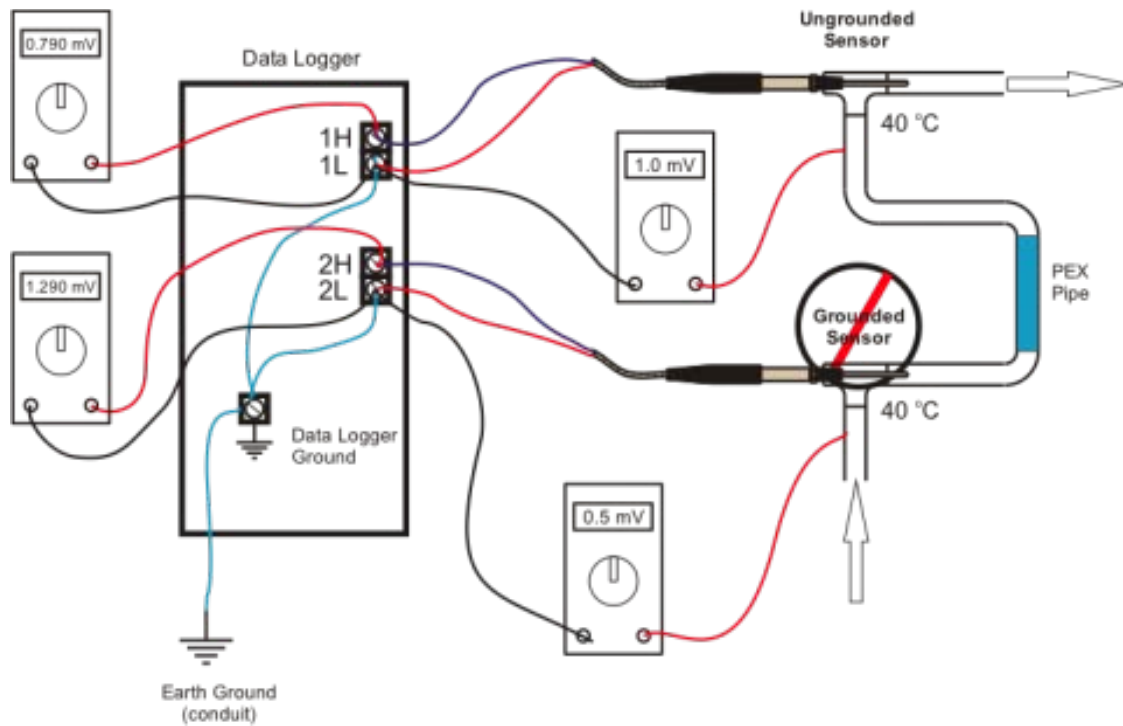 0.790 mV
Data Logger
Ungrounded
Sensor
1H
1L
40 °C
1.0 mV
1.290 mV
2H
2L
PEX
Pipe
Grounded
Sensor
40 °C
Data Logger
Ground
0.5 mV
Earth Ground
(conduit)